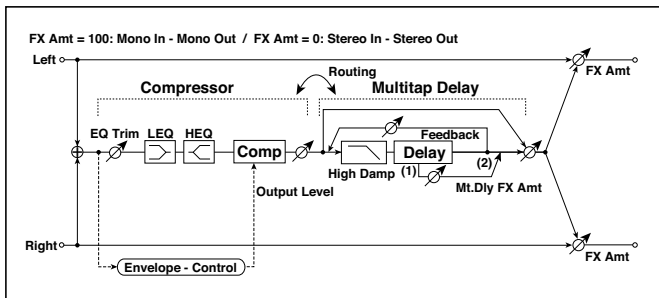 FX Amt = 100: Mono In - Mono Out / FX Amt = 0: Stereo In - Stereo Out
Left
FX Amt
Routing
Compressor
Multitap Delay
EQ Trim
LEQ
HEQ
Feedback
Comp
Delay
High Damp
(1)
(2)
Output Level
Mt.Dly FX Amt
Right
FX Amt
Envelope - Control